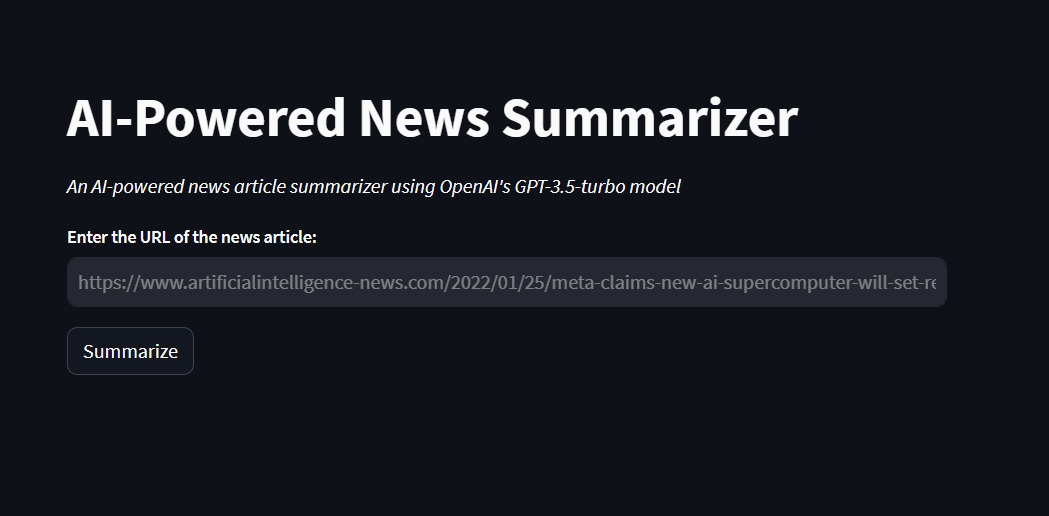 AI-Powered News Summarizer
An AI-powered news article summarizer using OpenAI's GPT-3.5-turbo model
Enter the URL of the news article:
https://www.artificialintelligence-news.com/2022/01/25/meta-claims-new-ai-supercomputer-will-set-re
Summarize